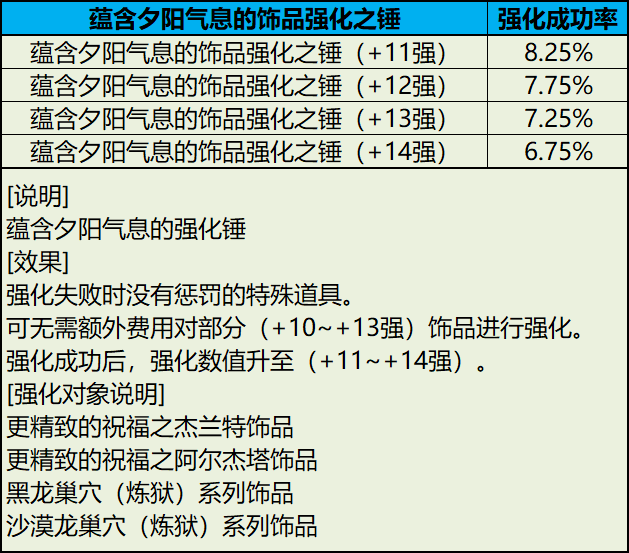 蕴含夕阳气息的饰品强化之锤 强化成功率
蕴含夕阳气息的饰品强化之锤（+11强） 8.25%
蕴含夕阳气息的饰品强化之锤（+12强） 7.75%
蕴含夕阳气息的饰品强化之锤（+13强） 7.25%
蕴含夕阳气息的饰品强化之锤（+14强） 6.75%
[说明]
蕴含夕阳气息的强化锤
[效果]
强化失败时没有惩罚的特殊道具。
可无需额外费用对部分（+10~+13强）饰品进行强化。
强化成功后，强化数值升至（+11~+14强）。
[强化对象说明]
更精致的祝福之杰兰特饰品
更精致的祝福之阿尔杰塔饰品
黑龙巢穴（炼狱）系列饰品
沙漠龙巢穴（炼狱）系列饰品